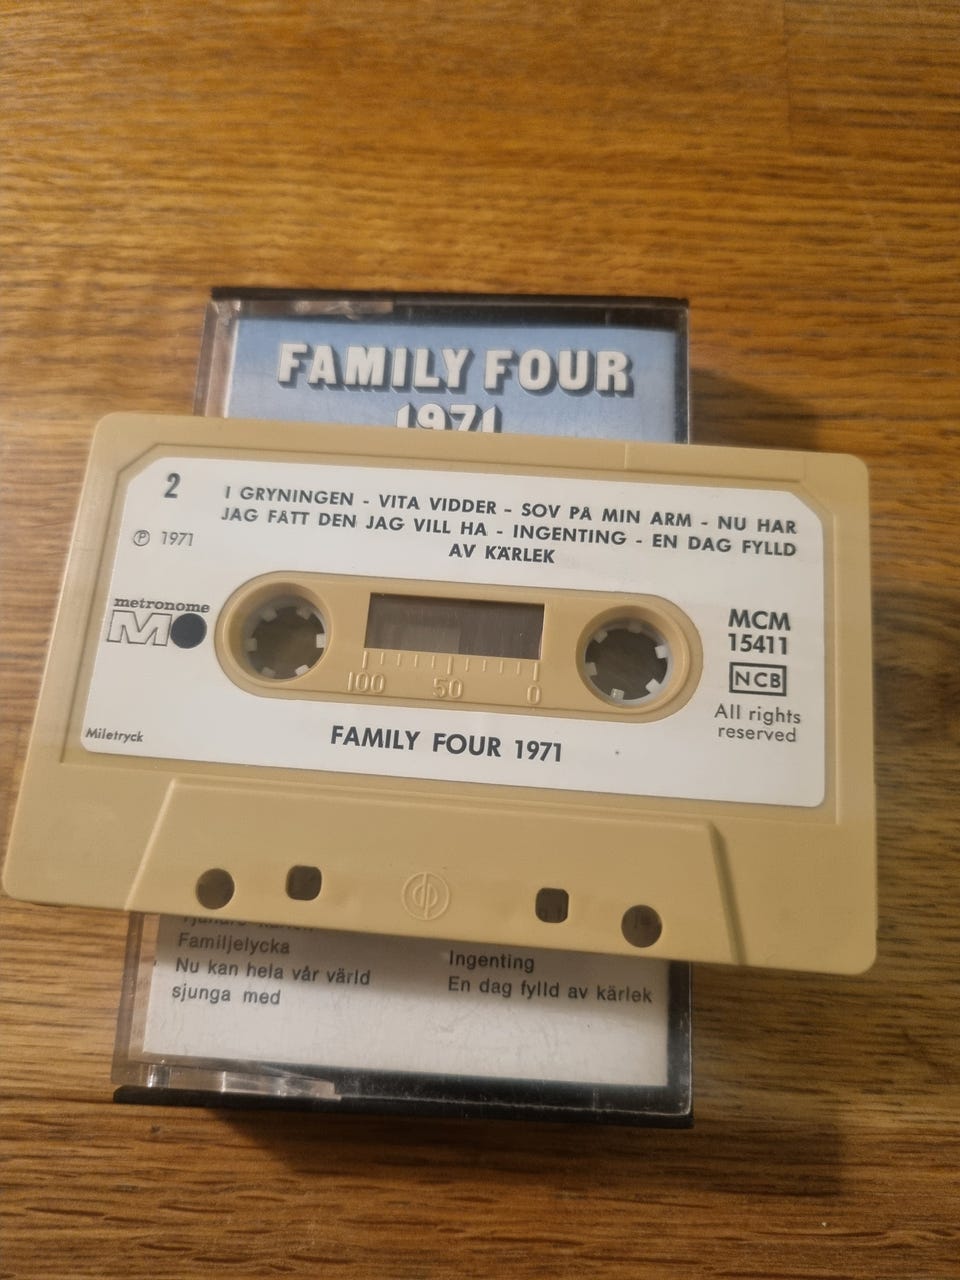 FAMILY FOUR
1971
2
I GRYNINGEN - VITA VIDDER - SOV PÅ MIN ARM - NU HAR
JAG FÅTT DEN JAG VILL HA - INGENTING - EN DAG FYLLD
AV KÄRLEK
Ⓟ 1971
metronome
M
MCM
15411
NCB
All rights
reserved
100 50 0
Miletryck
FAMILY FOUR 1971
Familjelycka
Nu kan hela vår värld
sjunga med
Ingenting
En dag fylld av kärlek